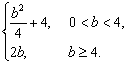 b²/4 + 4, 0 < b < 4,
2b, b ≥ 4.